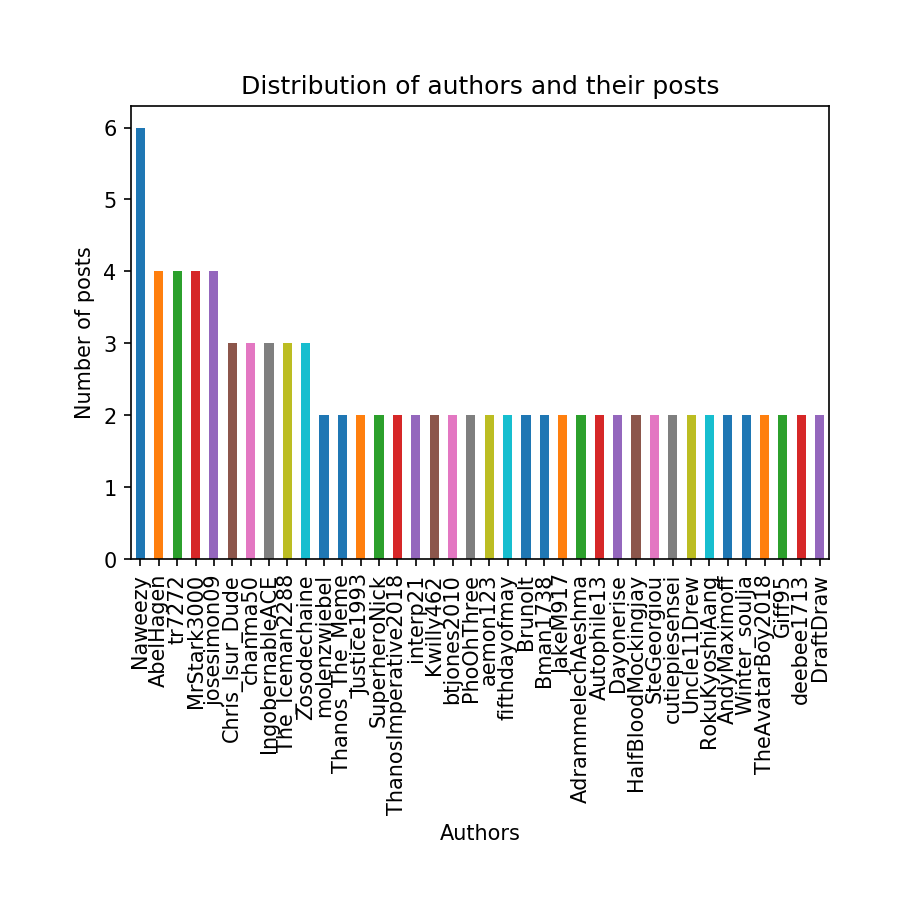 Distribution of authors and their posts
Number of posts
6
5
4
3
2
1
0
Naweezy
AbelHagen
tr7272
MrStark3000
josesimon09
Chris_Isur_Dude
chanma50
IngobernableACE
The_Iceman2288
Zosodechaine
molenzwiebel
Thanos_The_Meme
Justice1993
SuperheroNick
ThanosImperative2018
interp21
Kwilly462
btjones2010
PhoOhThree
aemon123
fifthdayofmay
Brunolt
Bman1738
JakeM917
AdrammelechAeshma
Autophile13
Dayonerise
HalfBloodMockingjay
SteGeorgiou
cutiepiesensei
Uncle11Drew
RokuKyoshiAang
AndyMaximoff
Winter_soulja
TheAvatarBoy2018
Giff95
deebee1713
DraftDraw
Authors